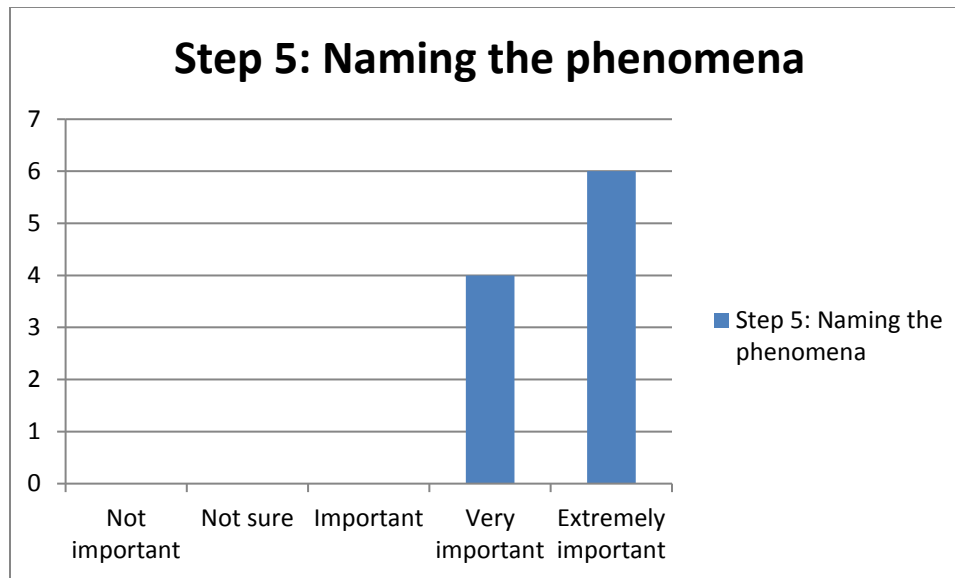 Step 5: Naming the phenomena
7
6
5
4
3
2
1
0
Not important
Not sure
Important
Very important
Extremely important
Step 5: Naming the
phenomena